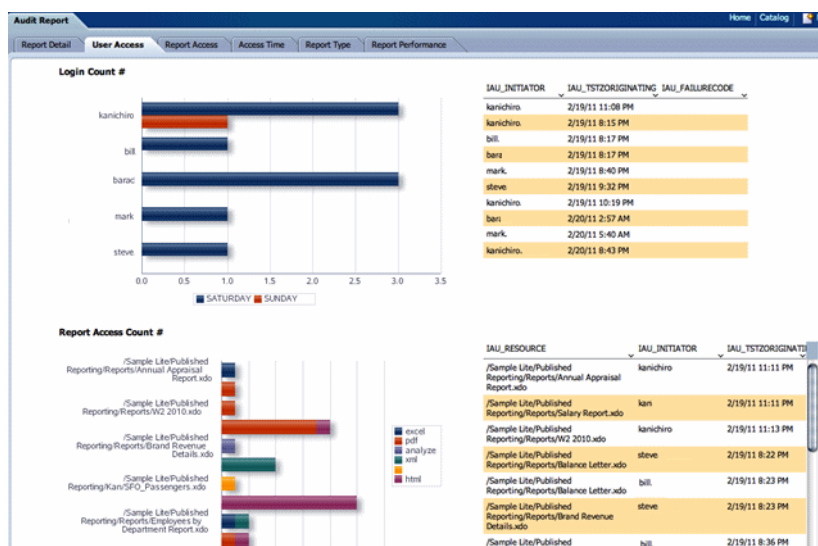 Audit Report
Home Catalog
Report Detail User Access Report Access Access Time Report Type Report Performance
Login Count #
kanichiro
bill
barac
mark
steve
0.0 0.5 1.0 1.5 2.0 2.5 3.0 3.5
SATURDAY SUNDAY
IAU_INITIATOR IAU_TSTZORIGINATING IAU_FAILURECODE
kanichiro. 2/19/11 11:08 PM
kanichiro. 2/19/11 8:15 PM
bill. 2/19/11 8:17 PM
bara 2/19/11 8:17 PM
mark. 2/19/11 8:40 PM
steve 2/19/11 9:32 PM
kanichiro. 2/19/11 10:19 PM
2/20/11 2:57 AM
mark. 2/20/11 5:40 AM
kanichiro. 2/20/11 8:43 PM
Report Access Count #
/Sample Lite/Published
Reporting/Reports/Annual Appraisal
Report.xdo
/Sample Lite/Published
Reporting/Reports/W2 2010.xdo
/Sample Lite/Published
Reporting/Reports/Brand Revenue
Details.xdo
/Sample Lite/Published
Reporting/Kan/SFO_Passengers.xdo
/Sample Lite/Published
Reporting/Reports/Employees by
Department Report.xdo
excel
pdf
analyze
xml
html
IAU_RESOURCE IAU_INITIATOR IAU_TSTZORIGINATI
/Sample Lite/Published kanichiro 2/19/11 11:11 PM
Reporting/Reports/Annual Appraisal
Report.xdo
/Sample Lite/Published kan 2/19/11 11:11 PM
Reporting/Reports/Salary Report.xdo
/Sample Lite/Published kanichiro 2/19/11 11:13 PM
Reporting/Reports/W2 2010.xdo
/Sample Lite/Published steve 2/19/11 8:22 PM
Reporting/Reports/Balance Letter.xdo
/Sample Lite/Published bill. 2/19/11 8:23 PM
Reporting/Reports/Balance Letter.xdo
/Sample Lite/Published steve 2/19/11 8:23 PM
Reporting/Reports/Brand Revenue
Details.xdo
/Sample Lite/Published bill. 2/19/11 8:36 PM